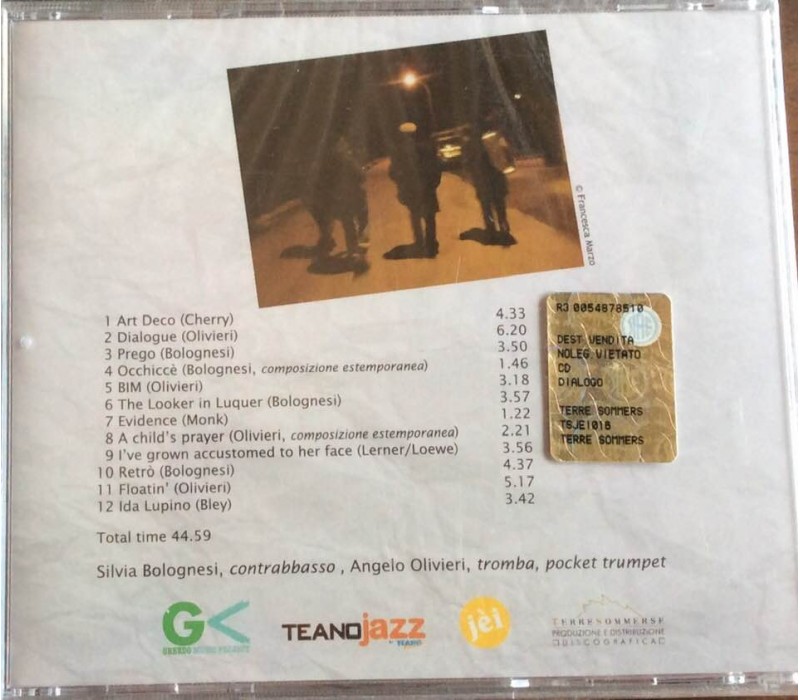 © Francesca Marzo
1 Art Deco (Cherry) 4.33
2 Dialogue (Olivieri) 6.20
3 Prego (Bolognesi) 3.50
4 Occhiccè (Bolognesi, composizione estemporanea) 1.46
5 BIM (Olivieri) 3.18
6 The Looker in Luquer (Bolognesi) 3.57
7 Evidence (Monk) 1.22
8 A child's prayer (Olivieri, composizione estemporanea) 2.21
9 I've grown accustomed to her face (Lerner/Loewe) 3.56
10 Retrò (Bolognesi) 4.37
11 Floatin' (Olivieri) 5.17
12 Ida Lupino (Bley) 3.42
Total time 44.59
R3 0054878510
DEST VENDITA
NOLEG.VIETATO
CD
DIALOGO
TERRE SOMMERS
TSJEI018
TERRE SOMMERS
Silvia Bolognesi, contrabbasso , Angelo Olivieri, tromba, pocket trumpet
G
TEANOjazz
TEANO
jèi
TERRESOMMERSE
PRODUZIONE E DISTRIBUZIONE
DISCOGRAFICA